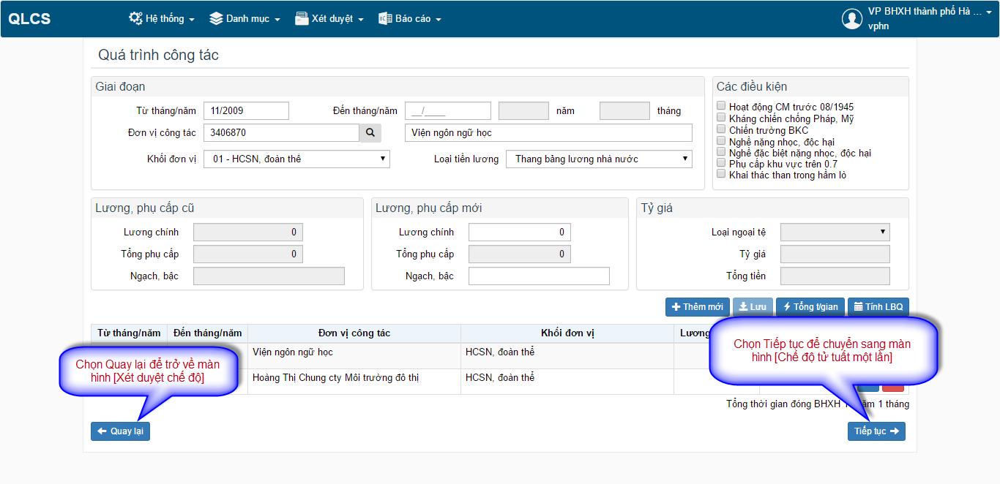 QLCS Hệ thống Danh mục Xét duyệt Báo cáo VP BHXH thành phố Hà ...
vphn
Quá trình công tác
Giai đoạn
Từ tháng/năm 11/2009 Đến tháng/năm __/____ năm tháng
Đơn vị công tác 3406870 Viện ngôn ngữ học
Khối đơn vị 01 - HCSN, đoàn thể Loại tiền lương Thang bảng lương nhà nước
Các điều kiện
Hoạt động CM trước 08/1945
Kháng chiến chống Pháp, Mỹ
Chiến trường BKC
Nghề nặng nhọc, độc hại
Nghề đặc biệt nặng nhọc, độc hại
Phụ cấp khu vực trên 0.7
Khai thác than trong hầm lò
Lương, phụ cấp cũ
Lương chính 0
Tổng phụ cấp 0
Ngạch, bậc
Lương, phụ cấp mới
Lương chính 0
Tổng phụ cấp 0
Ngạch, bậc
Tỷ giá
Loại ngoại tệ
Tỷ giá
Tổng tiền
Thêm mới Lưu Tổng t/gian Tính LBQ
Từ tháng/năm Đến tháng/năm Đơn vị công tác Khối đơn vị Lương
Viện ngôn ngữ học HCSN, đoàn thể
Hoàng Thị Chung cty Môi trường đô thị HCSN, đoàn thể
Chọn Quay lại để trở về màn
hình [Xét duyệt chế độ]
Chọn Tiếp tục để chuyển sang màn
hình [Chế độ tử tuất một lần]
Tổng thời gian đóng BHXH 1 ăm 1 tháng
Quay lại Tiếp tục